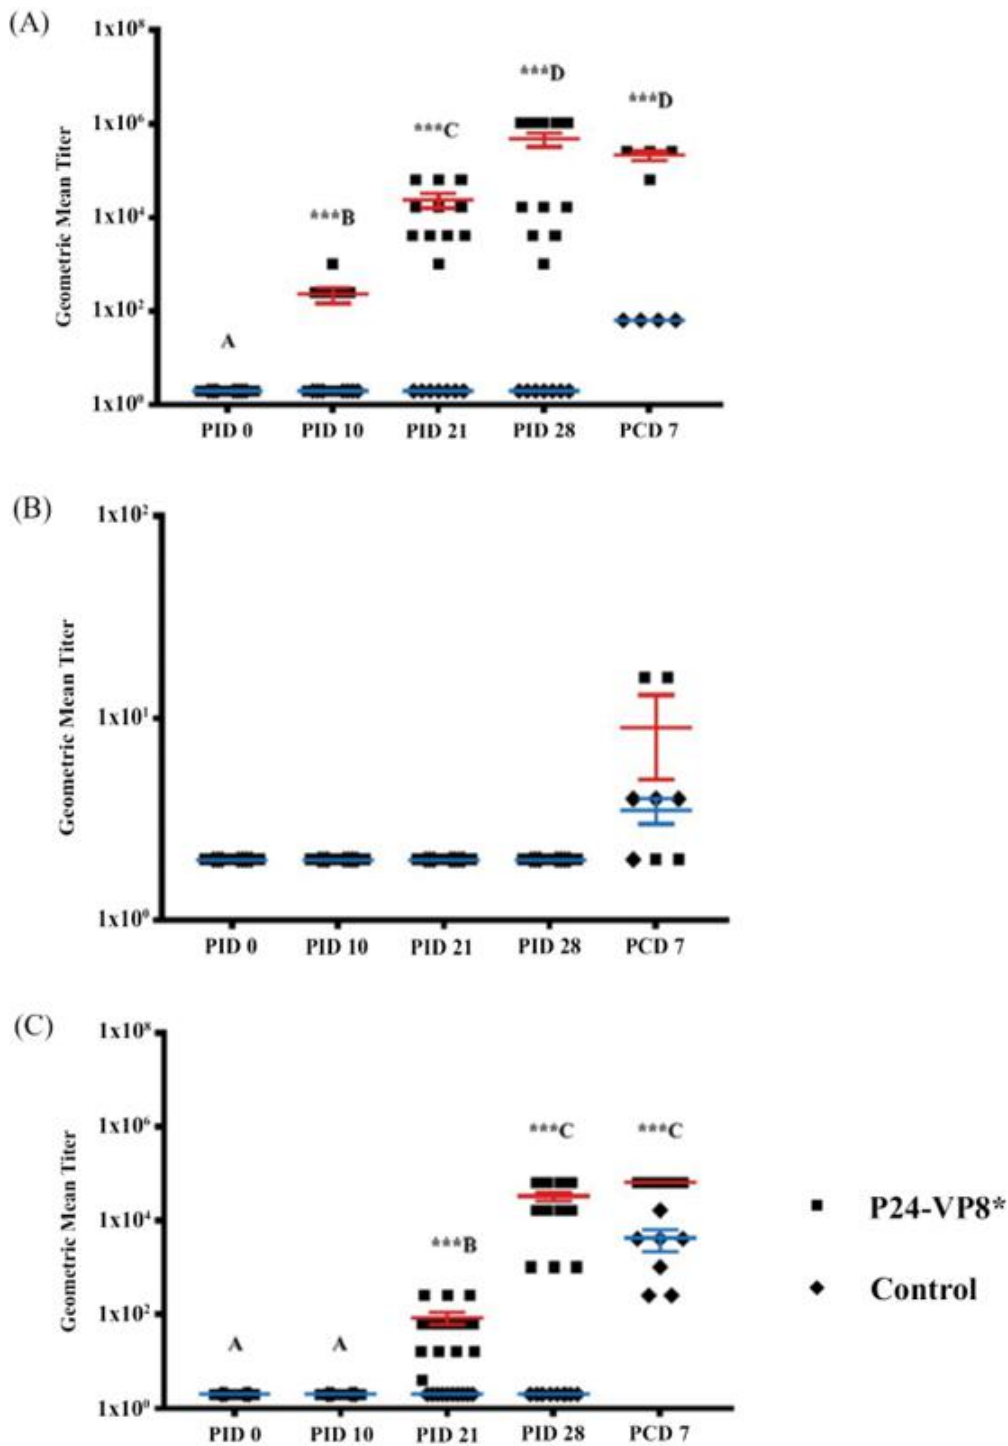 (A)
Geometric Mean Titer
1x10⁸
1x10⁶
1x10⁴
1x10²
1x10⁰
A
***B
***C
***D
***D
PID 0 PID 10 PID 21 PID 28 PCD 7
(B)
Geometric Mean Titer
1x10²
1x10¹
1x10⁰
PID 0 PID 10 PID 21 PID 28 PCD 7
(C)
Geometric Mean Titer
1x10⁸
1x10⁶
1x10⁴
1x10²
1x10⁰
A
A
***B
***C
***C
PID 0 PID 10 PID 21 PID 28 PCD 7
P24-VP8*
Control